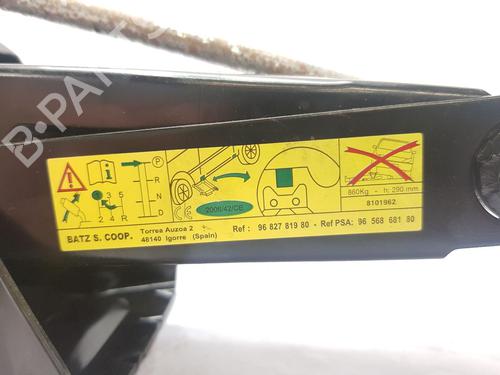 B-PARTS
P
R
N
D
3 5
2 4 R
2006/42/CE
860Kg - h: 290 mm
8101962
BATZ S. COOP.
Torrea Auzoa 2
48140 Igorre (Spain)
Ref : 96 827 819 80 - Ref PSA: 96 568 681 80